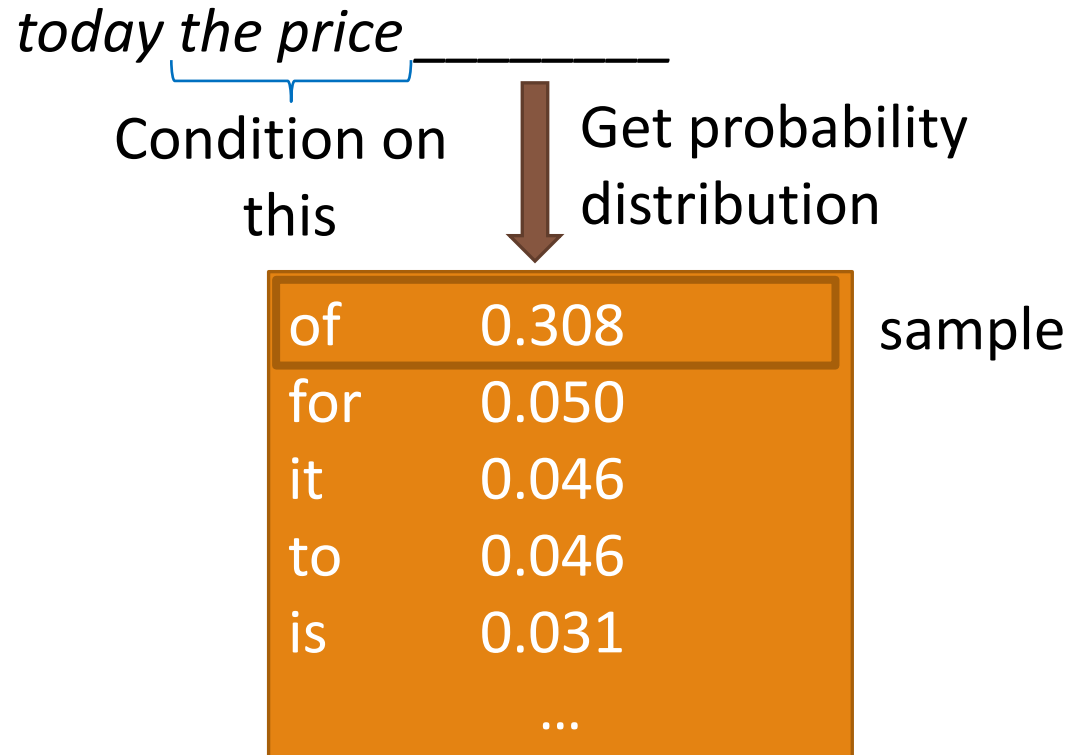 today the price ________
Condition on
this
Get probability
distribution
of 0.308
for 0.050
it 0.046
to 0.046
is 0.031
...
sample